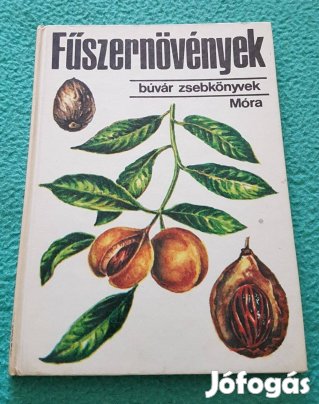 Fűszernövények
búvár zsebkönyvek
Móra
Jófogás